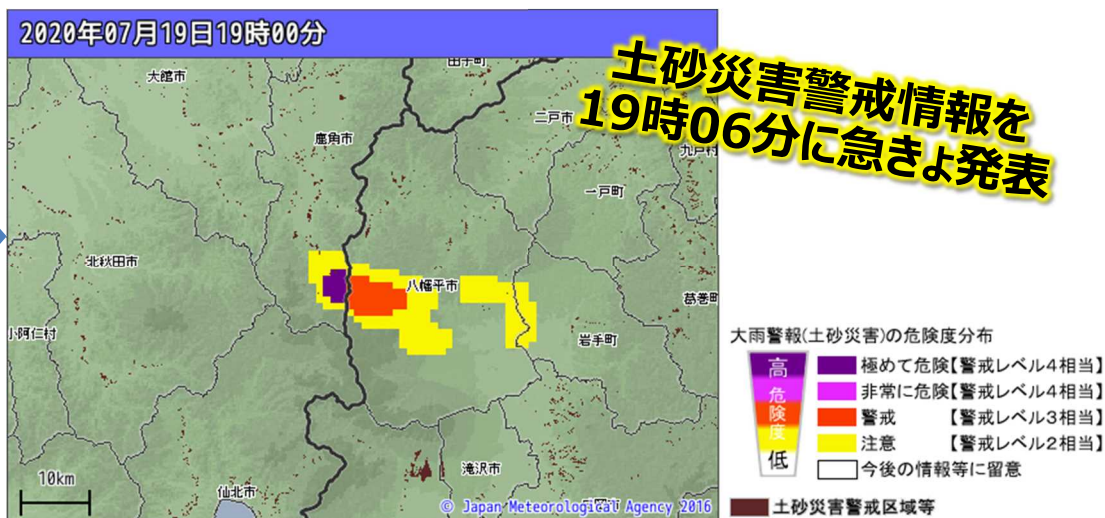 2020年07月19日19時00分
土砂災害警戒情報を
19時06分に急きょ発表
大館市
田子町
二戸市
鹿角市
九戸村
一戸町
北秋田市
八幡平市
葛巻町
小阿仁村
岩手町
滝沢市
仙北市
10km
© Japan Meteorological Agency 2016
大雨警報(土砂災害)の危険度分布
高
危
険
度
低
極めて危険【警戒レベル4相当】
非常に危険【警戒レベル4相当】
警戒 【警戒レベル3相当】
注意 【警戒レベル2相当】
今後の情報等に留意
土砂災害警戒区域等